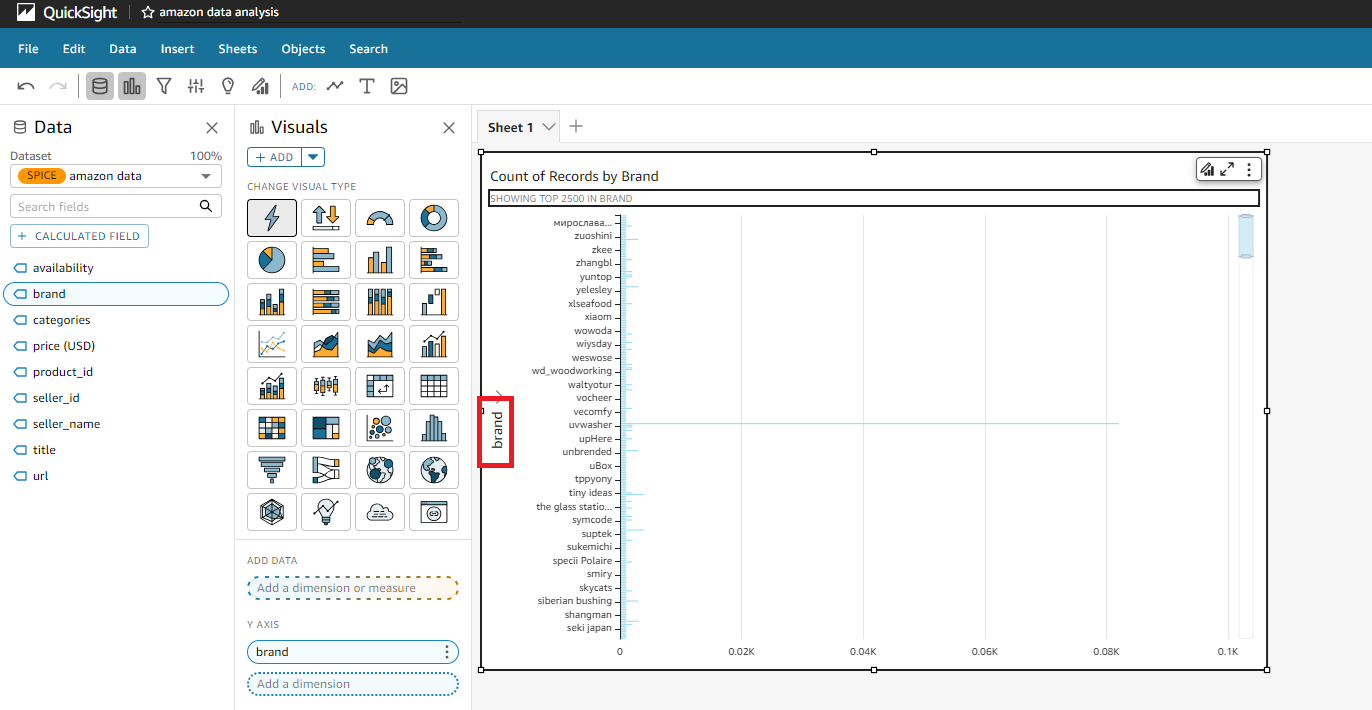 QuickSight
amazon data analysis
File Edit Data Insert Sheets Objects Search
ADD:
Data
Dataset 100%
SPICE amazon data
Search fields
+ CALCULATED FIELD
availability
brand
categories
price (USD)
product_id
seller_id
seller_name
title
url
Visuals
+ ADD
CHANGE VISUAL TYPE
ADD DATA
Add a dimension or measure
Y AXIS
brand
Add a dimension
Sheet 1
Count of Records by Brand
SHOWING TOP 2500 IN BRAND
brand
мирослава...
zuoshini
zkee
zhangbl
yuntop
yelesley
xlseafood
xiaom
wowoda
wiysday
weswose
wd_woodworking
waltyotur
vocheer
vecomfy
uvwasher
upHere
unbrended
uBox
tppyony
tiny ideas
the glass statio...
symcode
suptek
sukemichi
specii Polaire
smiry
skycats
siberian bushing
shangman
seki japan
0 0.02K 0.04K 0.06K 0.08K 0.1K